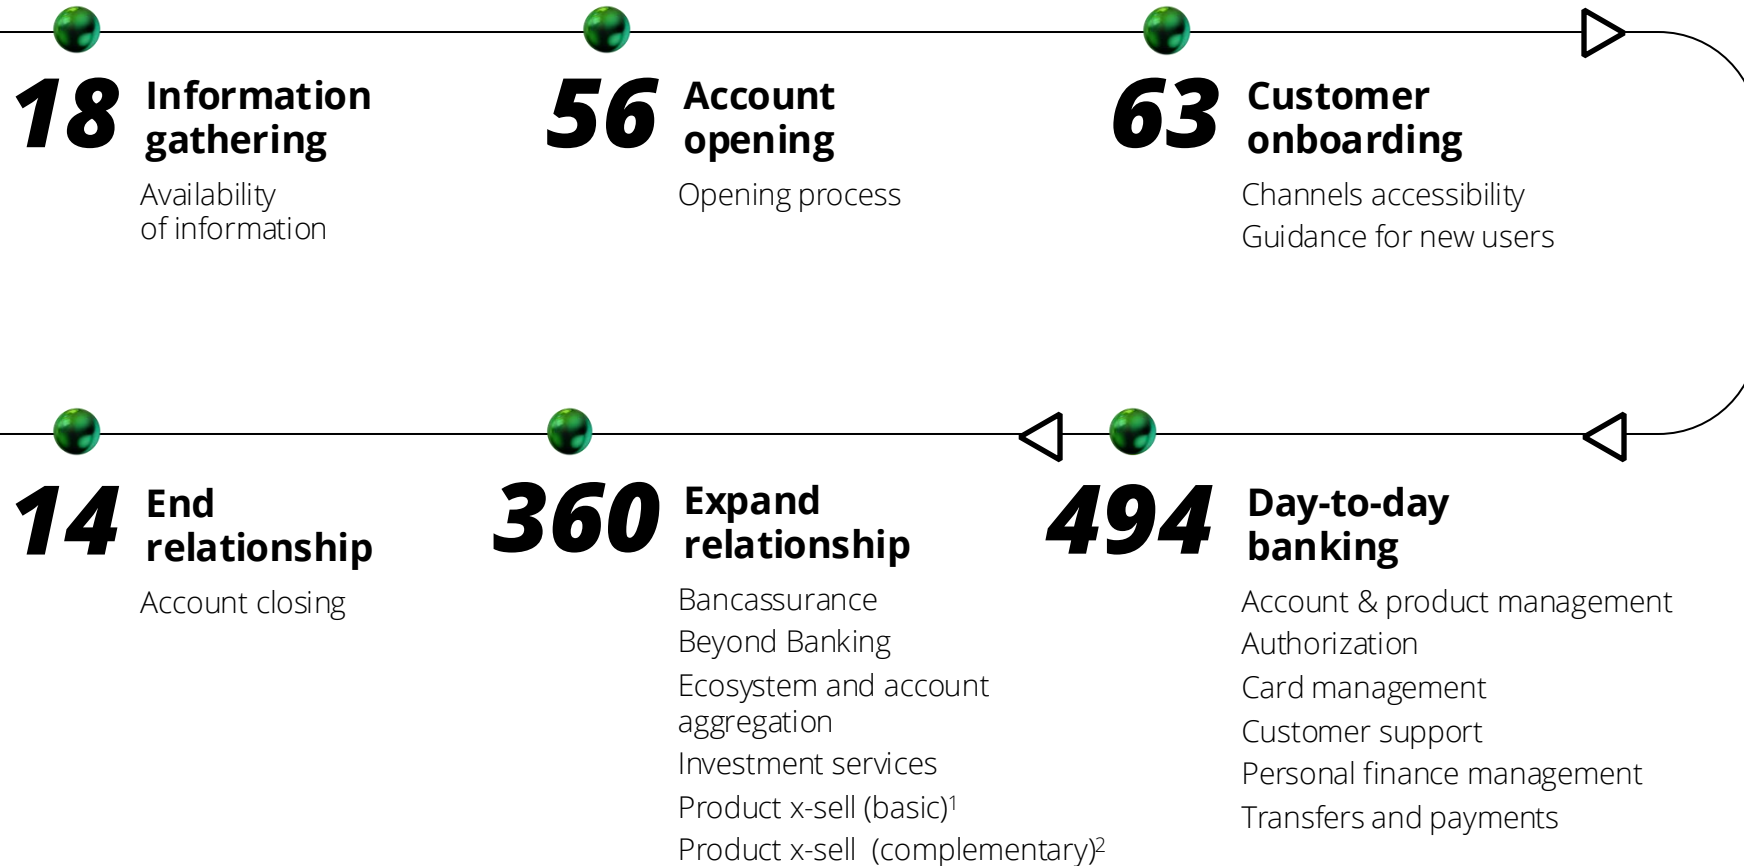 18 Information
gathering
Availability
of information
56 Account
opening
Opening process
63 Customer
onboarding
Channels accessibility
Guidance for new users
14 End
relationship
Account closing
360 Expand
relationship
Bancassurance
Beyond Banking
Ecosystem and account
aggregation
Investment services
Product x-sell (basic)¹
Product x-sell (complementary)²
494 Day-to-day
banking
Account & product management
Authorization
Card management
Customer support
Personal finance management
Transfers and payments